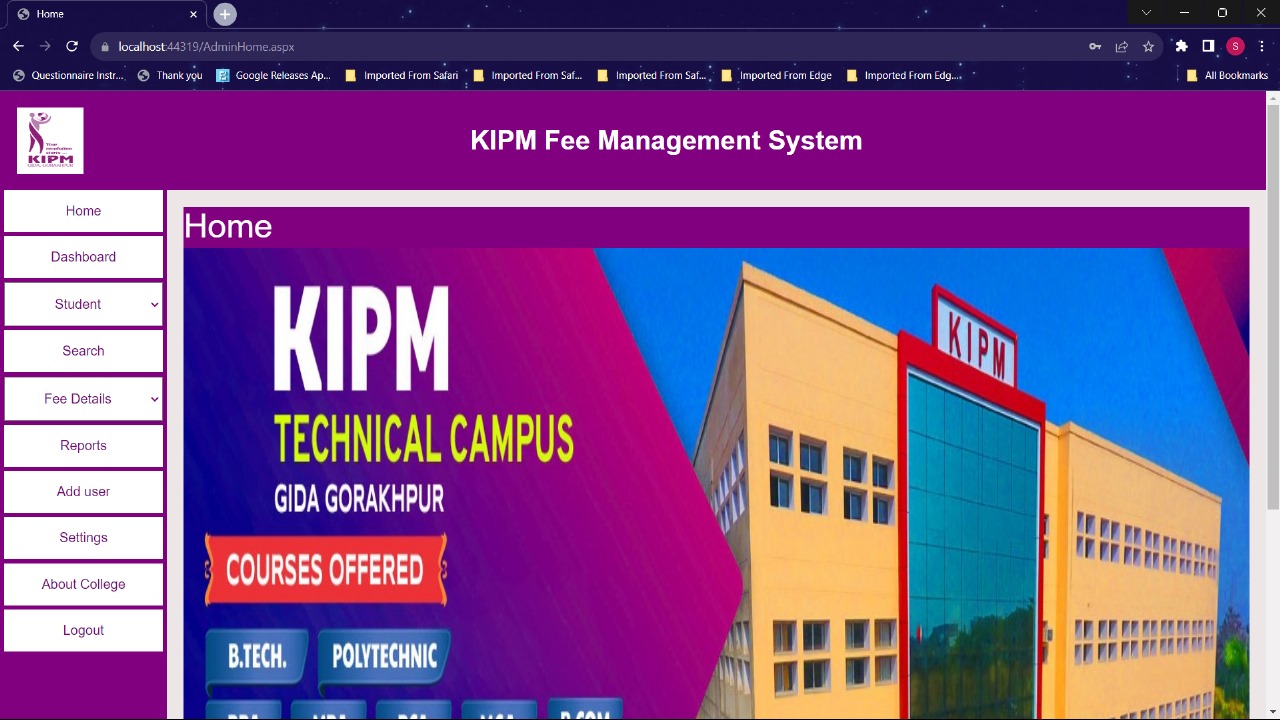 Home
localhost:44319/AdminHome.aspx
S
Questionnaire Instr...
Thank you
Google Releases Ap...
Imported From Safari
Imported From Saf...
Imported From Saf...
Imported From Edge
Imported From Edg...
All Bookmarks
KIPM
KIPM Fee Management System
Home
Dashboard
Student
Search
Fee Details
Reports
Add user
Settings
About College
Logout
Home
KIPM
TECHNICAL CAMPUS
GIDA GORAKHPUR
COURSES OFFERED
B.TECH. POLYTECHNIC
KIPM